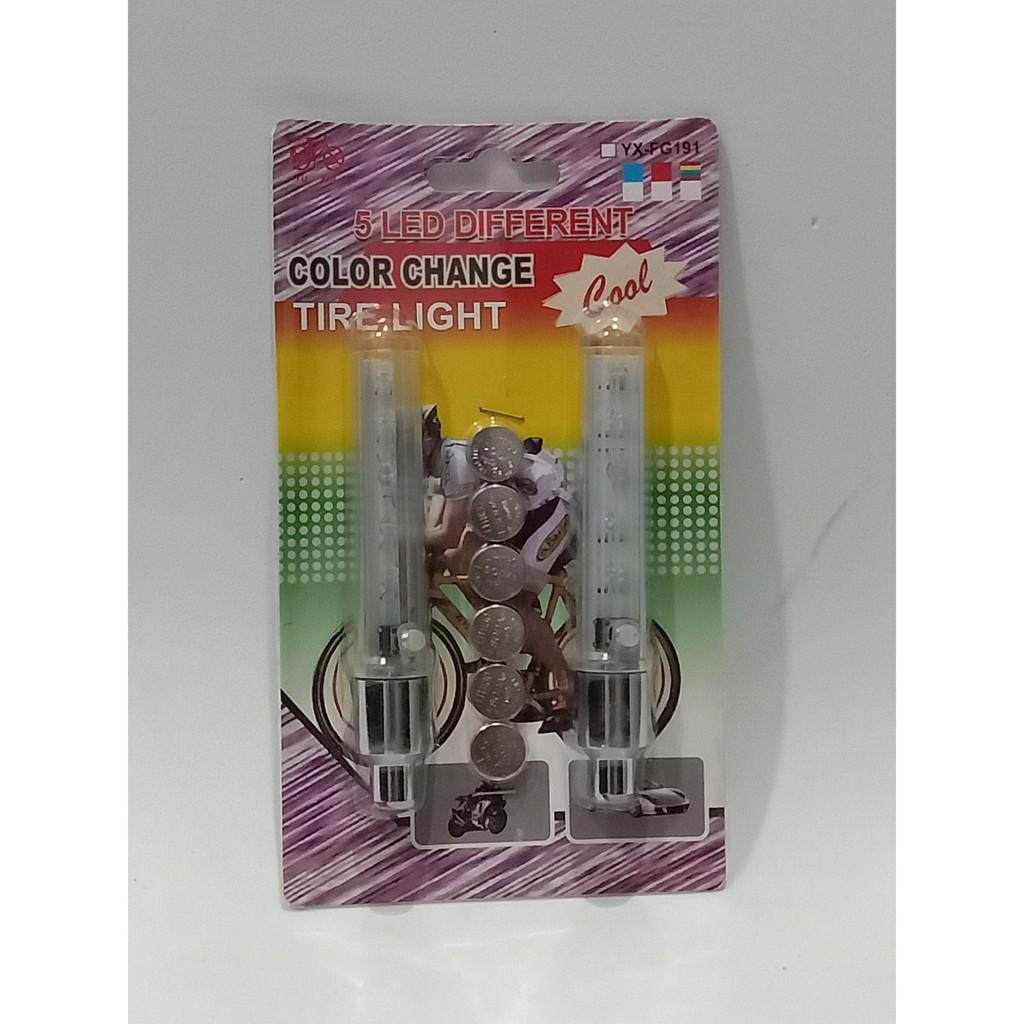 YX-FG191
5 LED DIFFERENT
COLOR CHANGE
Cool
TIRE LIGHT